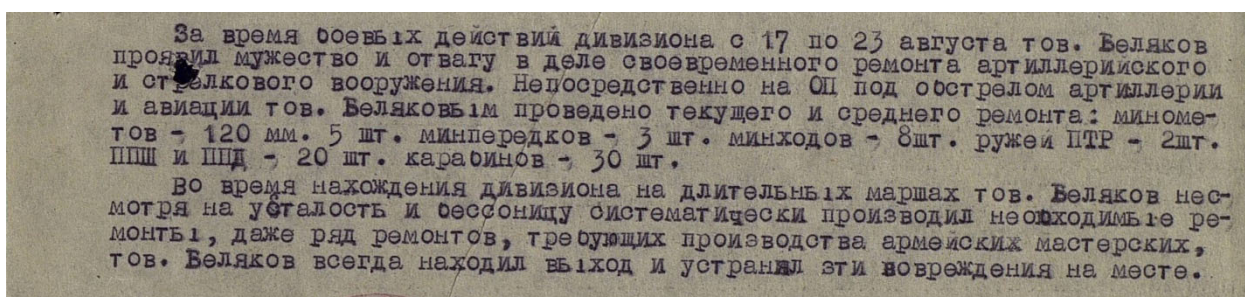 За время боевых действий дивизиона с 17 по 23 августа тов. Беляков
проявил мужество и отвагу в деле своевременного ремонта артиллерийского
и стрелкового вооружения. Непосредственно на ОП под обстрелом артиллерии
и авиации тов. Беляковым проведено текущего и среднего ремонта: миноме-
тов - 120 мм. 5 шт. минпередков - 3 шт. минходов - 8шт. ружей ПТР - 2шт.
ППШ и ППД - 20 шт. карабинов - 30 шт.
Во время нахождения дивизиона на длительных маршах тов. Беляков нес-
мотря на усталость и бессоницу систематически производил необходимые ре-
монты, даже ряд ремонтов, требующих производства армейских мастерских,
тов. Беляков всегда находил выход и устранял эти повреждения на месте.